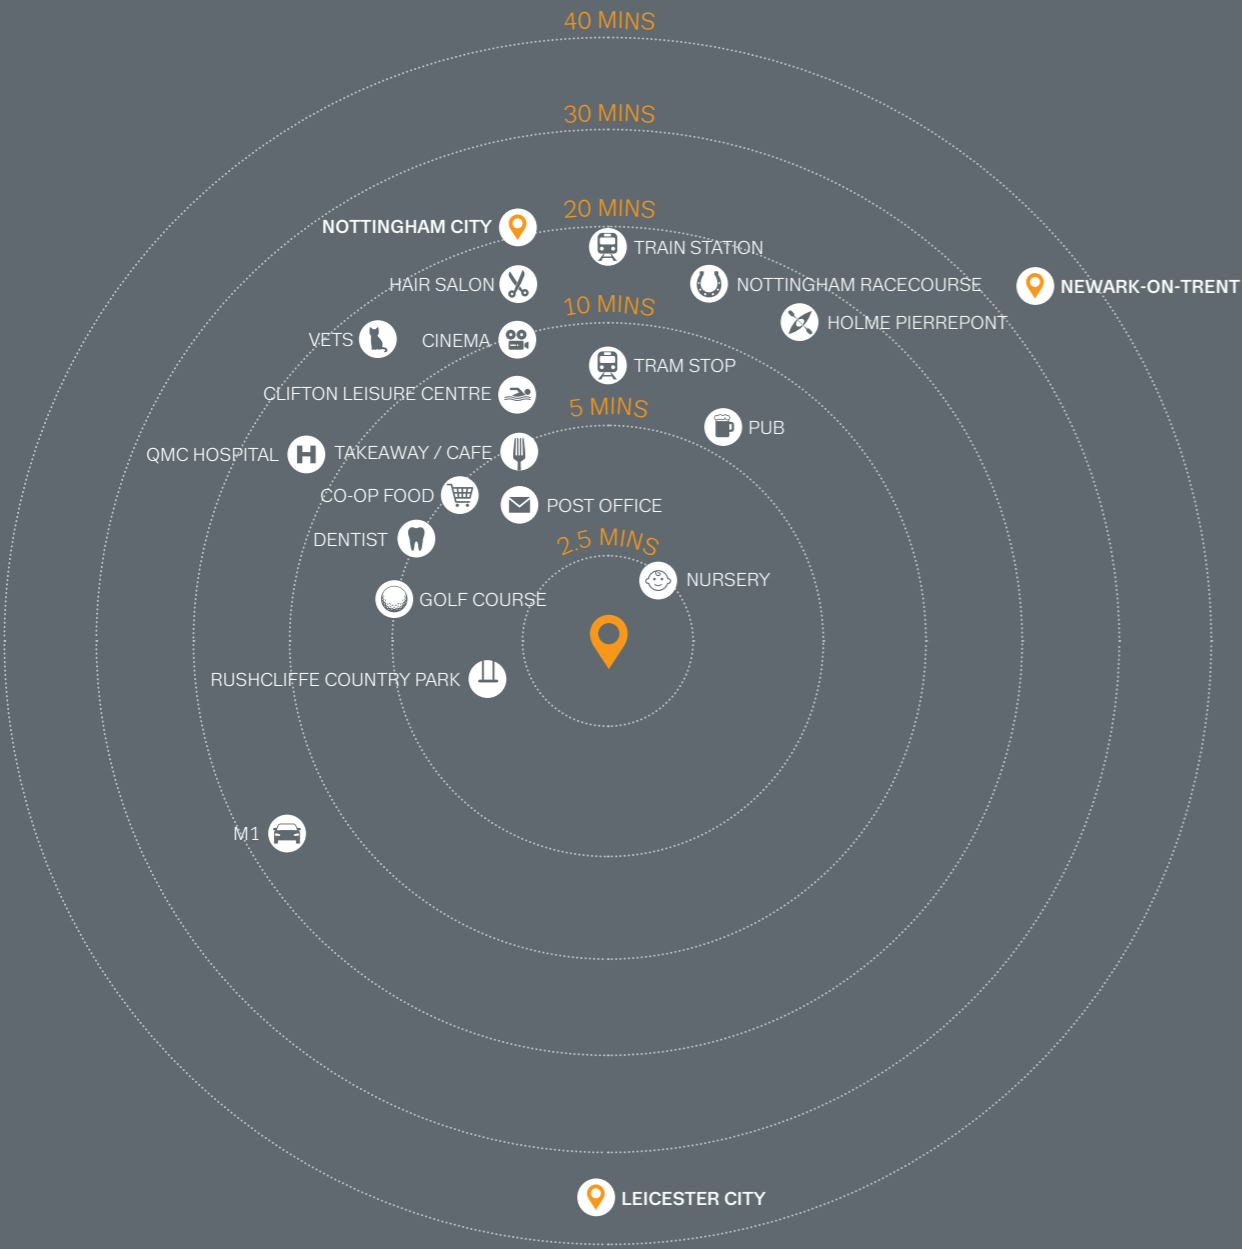 40 MINS
30 MINS
20 MINS
NOTTINGHAM CITY
TRAIN STATION
HAIR SALON
NOTTINGHAM RACECOURSE
NEWARK-ON-TRENT
10 MINS
HOLME PIERREPONT
VETS
CINEMA
TRAM STOP
CLIFTON LEISURE CENTRE
5 MINS
PUB
QMC HOSPITAL
H
TAKEAWAY / CAFE
CO-OP FOOD
POST OFFICE
DENTIST
2.5 MINS
NURSERY
GOLF COURSE
RUSHCLIFFE COUNTRY PARK
M1
LEICESTER CITY